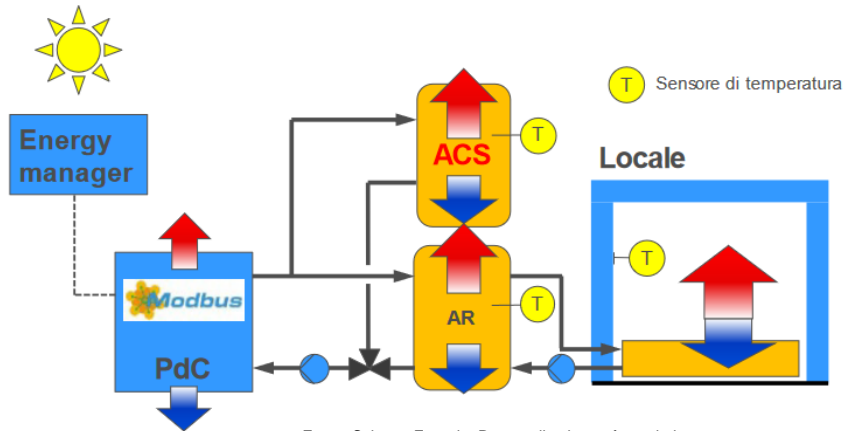 T Sensore di temperatura
Energy
manager
ACS
T
Locale
T
Modbus
AR
T
PdC